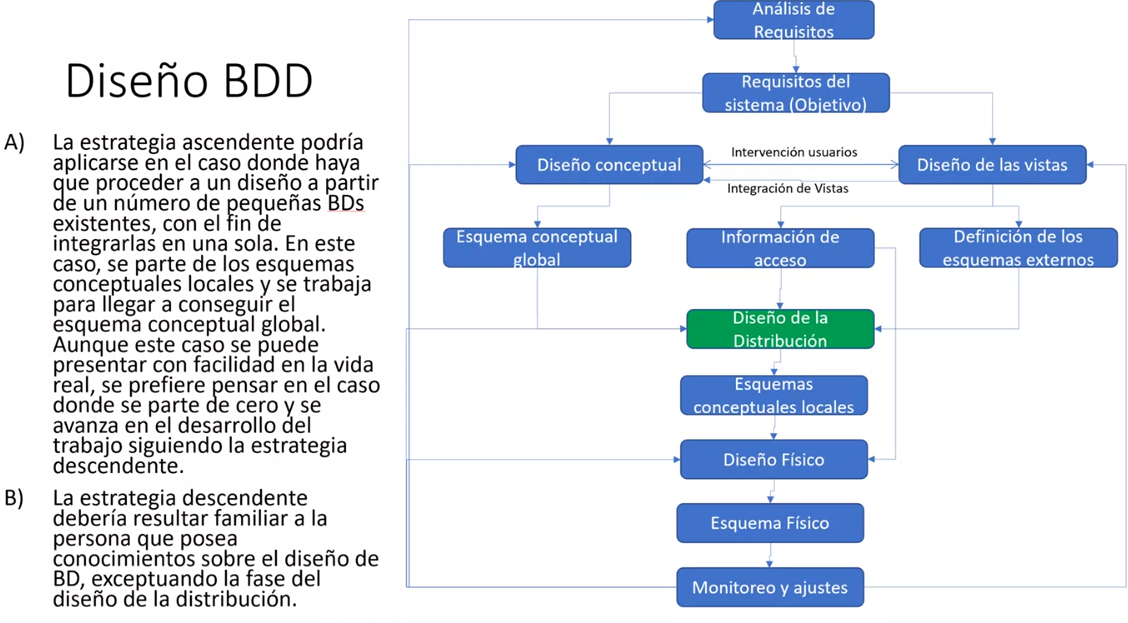 Diseño BDD
A) La estrategia ascendente podría
aplicarse en el caso donde haya
que proceder a un diseño a partir
de un número de pequeñas BDs
existentes, con el fin de
integrarlas en una sola. En este
caso, se parte de los esquemas
conceptuales locales y se trabaja
para llegar a conseguir el
esquema conceptual global.
Aunque este caso se puede
presentar con facilidad en la vida
real, se prefiere pensar en el caso
donde se parte de cero y se
avanza en el desarrollo del
trabajo siguiendo la estrategia
descendente.
B) La estrategia descendente
debería resultar familiar a la
persona que posea
conocimientos sobre el diseño de
BD, exceptuando la fase del
diseño de la distribución.
Análisis de
Requisitos
Requisitos del
sistema (Objetivo)
Diseño conceptual
Intervención usuarios
Integración de Vistas
Diseño de las vistas
Esquema conceptual
global
Información de
acceso
Definición de los
esquemas externos
Diseño de la
Distribución
Esquemas
conceptuales locales
Diseño Físico
Esquema Físico
Monitoreo y ajustes